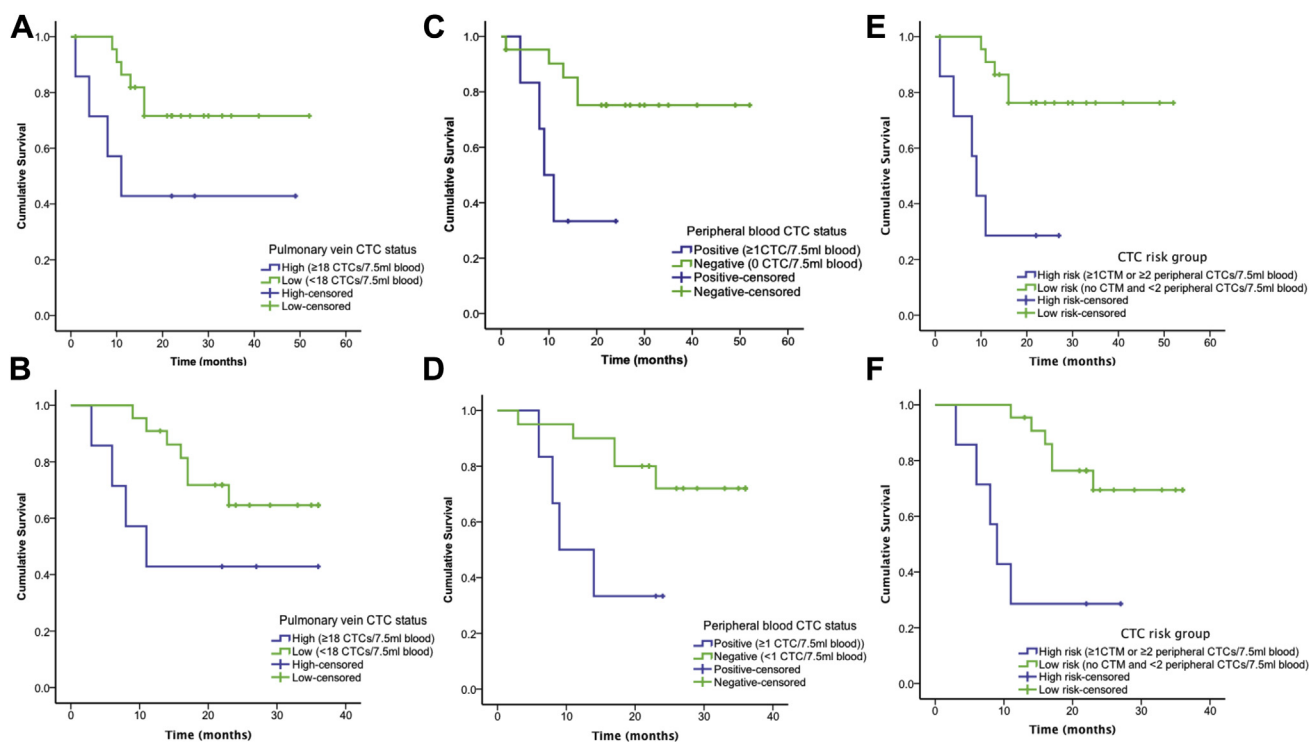 A
Cumulative Survival
1.0
0.8
0.6
0.4
0.2
0.0
Pulmonary vein CTC status
High (≥18 CTCs/7.5ml blood)
Low (<18 CTCs/7.5ml blood)
High-censored
Low-censored
0 10 20 30 40 50 60
Time (months)
C
Cumulative Survival
1.0
0.8
0.6
0.4
0.2
0.0
Peripheral blood CTC status
Positive (≥1CTC/7.5ml blood)
Negative (0 CTC/7.5ml blood)
Positive-censored
Negative-censored
0 10 20 30 40 50 60
Time (months)
E
Cumulative Survival
1.0
0.8
0.6
0.4
0.2
0.0
CTC risk group
High risk (≥1CTM or ≥2 peripheral CTCs/7.5ml blood)
Low risk (no CTM and <2 peripheral CTCs/7.5ml blood)
High risk-censored
Low risk-censored
0 10 20 30 40 50 60
Time (months)
B
Cumulative Survival
1.0
0.8
0.6
0.4
0.2
0.0
Pulmonary vein CTC status
High (≥18 CTCs/7.5ml blood)
Low (<18 CTCs/7.5ml blood)
High-censored
Low-censored
0 10 20 30 40
Time (months)
D
Cumulative Survival
1.0
0.8
0.6
0.4
0.2
0.0
Peripheral blood CTC status
Positive (≥1 CTC/7.5ml blood))
Negative (<1 CTC/7.5ml blood)
Positive-censored
Negative-censored
0 10 20 30 40
Time (months)
F
Cumulative Survival
1.0
0.8
0.6
0.4
0.2
0.0
CTC risk group
High risk (≥1CTM or ≥2 peripheral CTCs/7.5ml blood)
Low risk (no CTM and <2 peripheral CTCs/7.5ml blood)
High risk-censored
Low risk-censored
0 10 20 30 40
Time (months)